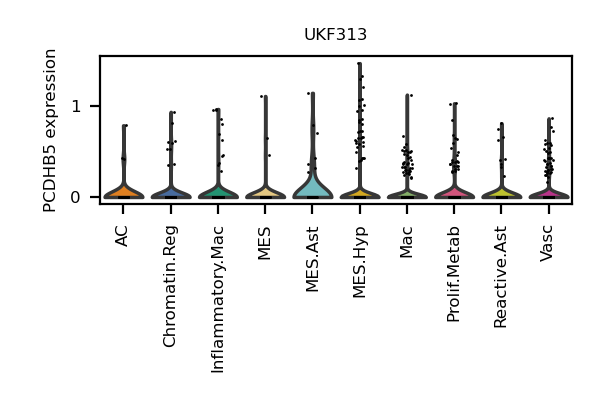 UKF313
PCDHB5 expression
1
0
AC
Chromatin.Reg
Inflammatory.Mac
MES
MES.Ast
MES.Hyp
Mac
Prolif.Metab
Reactive.Ast
Vasc